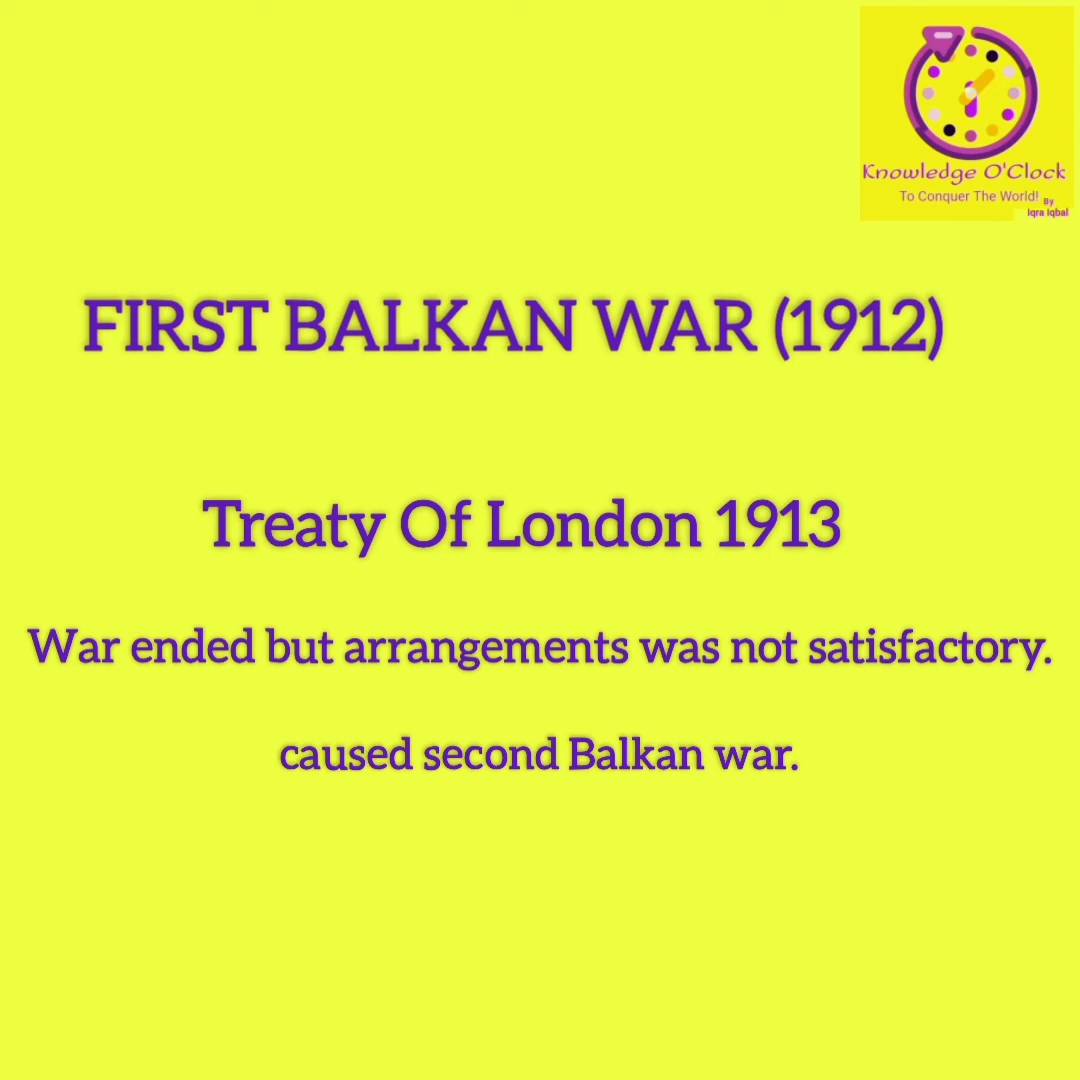 Knowledge O'Clock
To Conquer The World!
By
Iqra Iqbal
FIRST BALKAN WAR (1912)
Treaty Of London 1913
War ended but arrangements was not satisfactory.
caused second Balkan war.